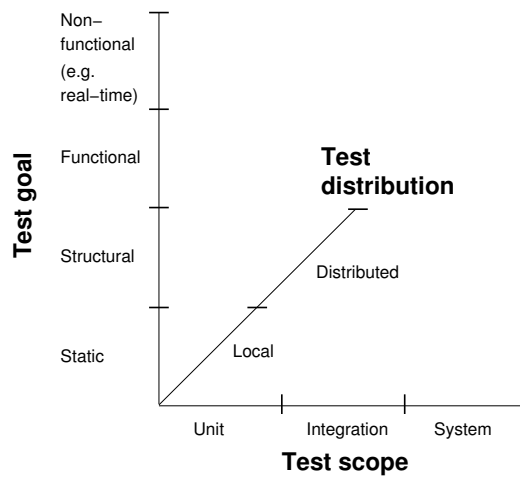 Non−
functional
(e.g.
real−time)
Functional
Structural
Static
Test goal
Test
distribution
Distributed
Local
Unit
Integration
System
Test scope